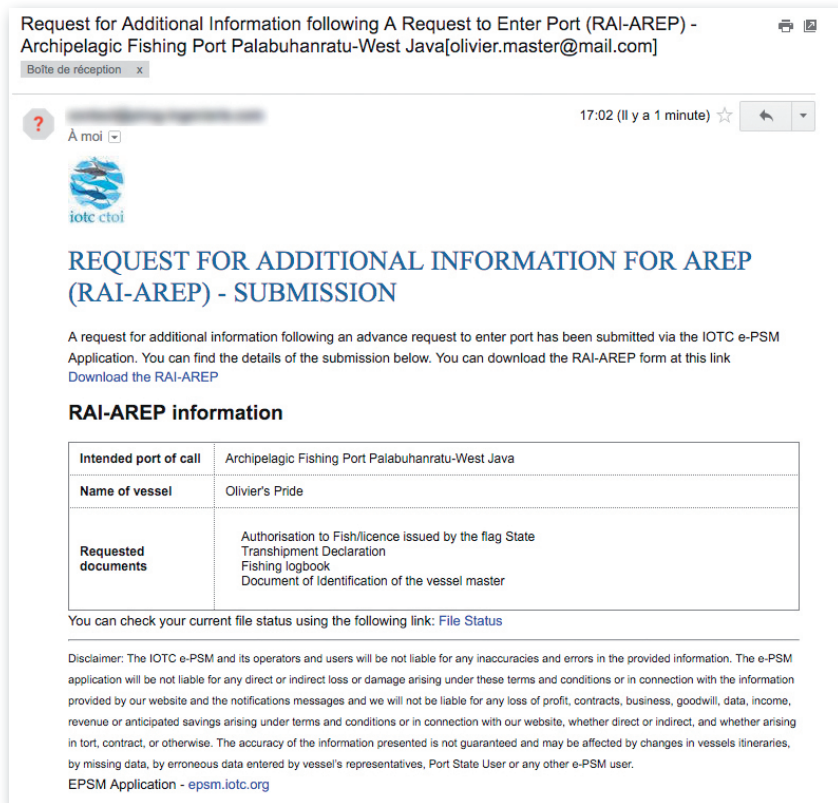 Request for Additional Information following A Request to Enter Port (RAI-AREP) -
Archipelagic Fishing Port Palabuhanratu-West Java[olivier.master@mail.com]
Boîte de réception x
17:02 (Il y a 1 minute)
?
À moi
iotc ctoi
REQUEST FOR ADDITIONAL INFORMATION FOR AREP
(RAI-AREP) - SUBMISSION
A request for additional information following an advance request to enter port has been submitted via the IOTC e-PSM
Application. You can find the details of the submission below. You can download the RAI-AREP form at this link
Download the RAI-AREP
RAI-AREP information
Intended port of call Archipelagic Fishing Port Palabuhanratu-West Java
Name of vessel Olivier's Pride
Requested
documents
Authorisation to Fish/licence issued by the flag State
Transhipment Declaration
Fishing logbook
Document of Identification of the vessel master
You can check your current file status using the following link: File Status
Disclaimer: The IOTC e-PSM and its operators and users will be not liable for any inaccuracies and errors in the provided information. The e-PSM
application will be not liable for any direct or indirect loss or damage arising under these terms and conditions or in connection with the information
provided by our website and the notifications messages and we will not be liable for any loss of profit, contracts, business, goodwill, data, income,
revenue or anticipated savings arising under terms and conditions or in connection with our website, whether direct or indirect, and whether arising
in tort, contract, or otherwise. The accuracy of the information presented is not guaranteed and may be affected by changes in vessels itineraries,
by missing data, by erroneous data entered by vessel's representatives, Port State User or any other e-PSM user.
EPSM Application - epsm.iotc.org